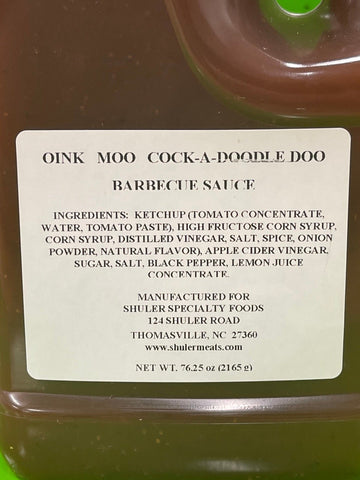 OINK MOO COCK-A-DOODLE DOO
BARBECUE SAUCE
INGREDIENTS: KETCHUP (TOMATO CONCENTRATE,
WATER, TOMATO PASTE), HIGH FRUCTOSE CORN SYRUP,
CORN SYRUP, DISTILLED VINEGAR, SALT, SPICE, ONION
POWDER, NATURAL FLAVOR), APPLE CIDER VINEGAR,
SUGAR, SALT, BLACK PEPPER, LEMON JUICE
CONCENTRATE.
MANUFACTURED FOR
SHULER SPECIALTY FOODS
124 SHULER ROAD
THOMASVILLE, NC 27360
www.shulermeats.com
NET WT. 76.25 oz (2165 g)